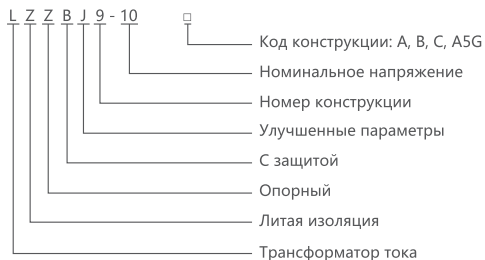 L Z Z B J 9 - 10 □
Код конструкции: A, B, C, A5G
Номинальное напряжение
Номер конструкции
Улучшенные параметры
С защитой
Опорный
Литая изоляция
Трансформатор тока